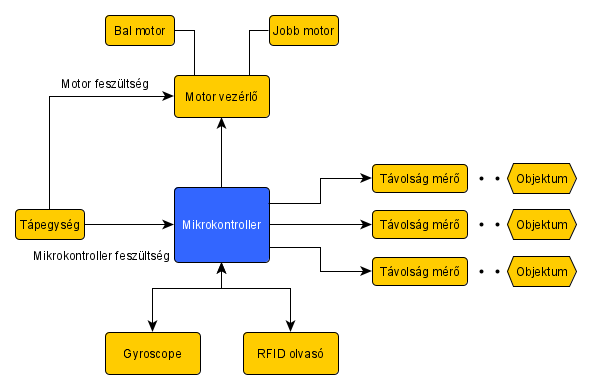 Bal motor
Jobb motor
Motor feszültség
Motor vezérlő
Távolság mérő
Objektum
Tápegység
Mikrokontroller
Távolság mérő
Objektum
Mikrokontroller feszültség
Távolság mérő
Objektum
Gyroscope
RFID olvasó